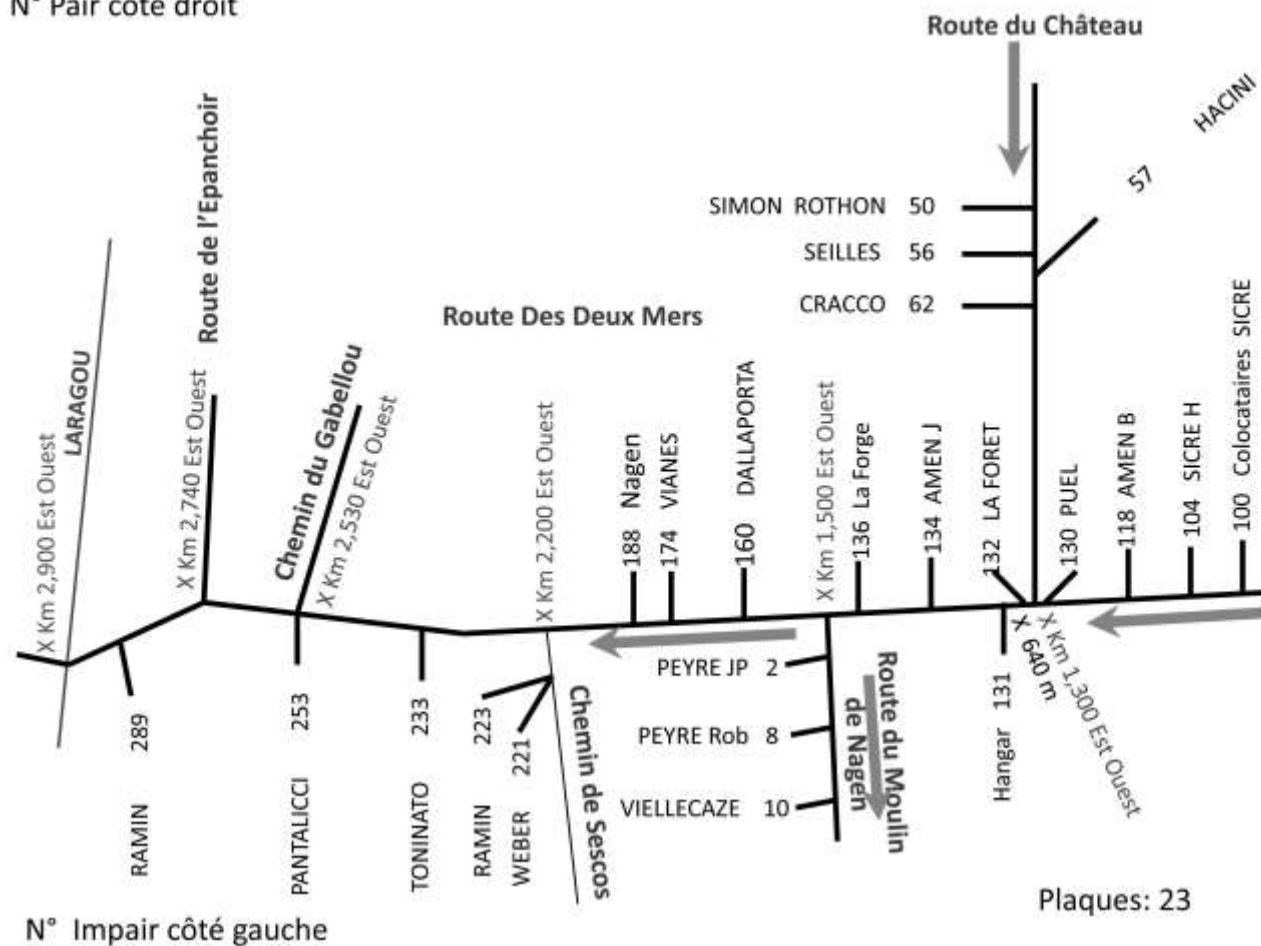 N° Pair côté droit
Route du Château
HACINI
57
SIMON ROTHON 50
SEILLES 56
CRACCO 62
Route de l'Epanchoir
Route Des Deux Mers
LARAGOU
X Km 2,900 Est Ouest
X Km 2,740 Est Ouest
Chemin du Gabellou
X Km 2,530 Est Ouest
X Km 2,200 Est Ouest
188 Nagen
174 VIANES
160 DALLAPORTA
X Km 1,500 Est Ouest
136 La Forge
134 AMEN J
132 LA FORET
130 PUEL
118 AMEN B
104 SICRE H
100 Colocataires SICRE
X Km 1,300 Est Ouest
X 640 m
Hangar 131
PEYRE JP 2
PEYRE Rob 8
VIELLECAZE 10
Route du Moulin
de Nagen
Chemin de Sescos
RAMIN 289
PANTALICCI 253
TONINATO 233
RAMIN 223
WEBER 221
Plaques: 23
N° Impair côté gauche